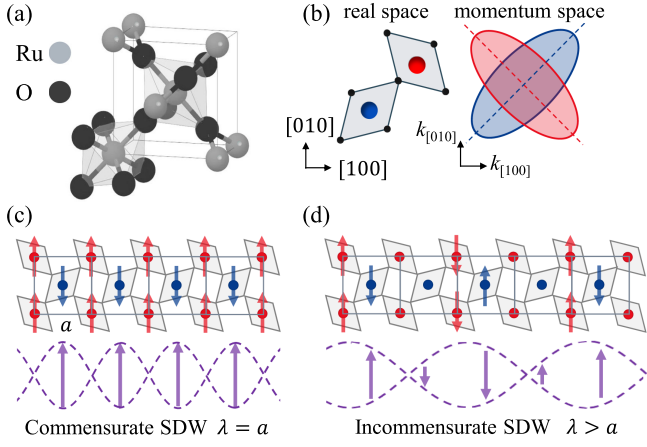 (a)
Ru
O
(b)
real space
momentum space
[010]
[100]
k[010]
k[100]
(c)
a
Commensurate SDW λ = a
(d)
Incommensurate SDW λ > a